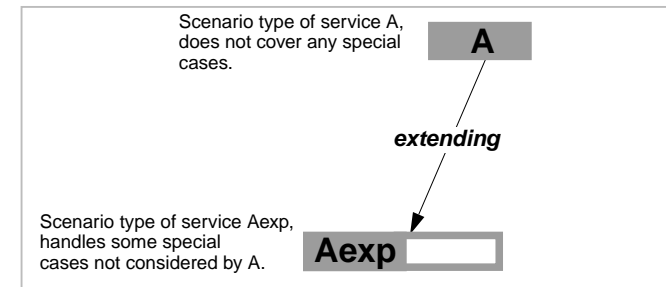 Scenario type of service A,
does not cover any special
cases.
A
extending
Scenario type of service Aexp,
handles some special
cases not considered by A.
Aexp